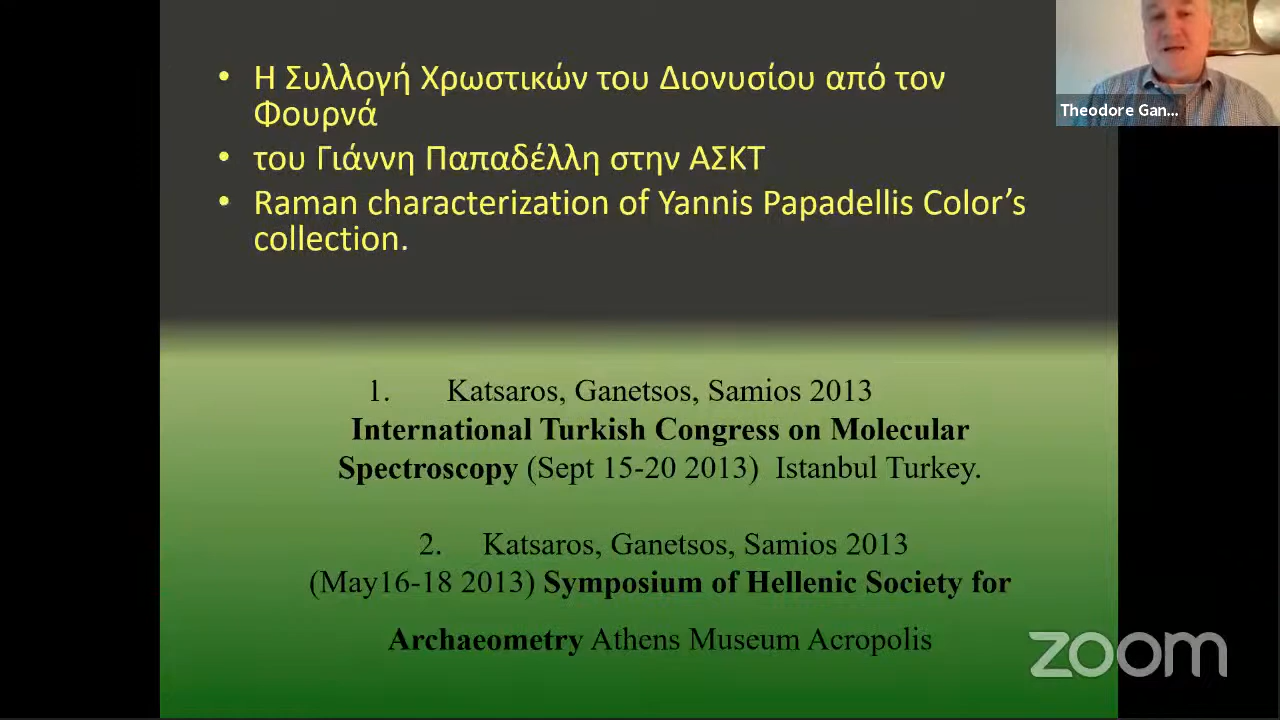 • Η Συλλογή Χρωστικών του Διονυσίου από τον
Φουρνά
• του Γιάννη Παπαδέλλη στην ΑΣΚΤ
• Raman characterization of Yannis Papadellis Color’s
collection.
Theodore Gan...
1. Katsaros, Ganetsos, Samios 2013
International Turkish Congress on Molecular
Spectroscopy (Sept 15-20 2013) Istanbul Turkey.
2. Katsaros, Ganetsos, Samios 2013
(May16-18 2013) Symposium of Hellenic Society for
Archaeometry Athens Museum Acropolis
zoom